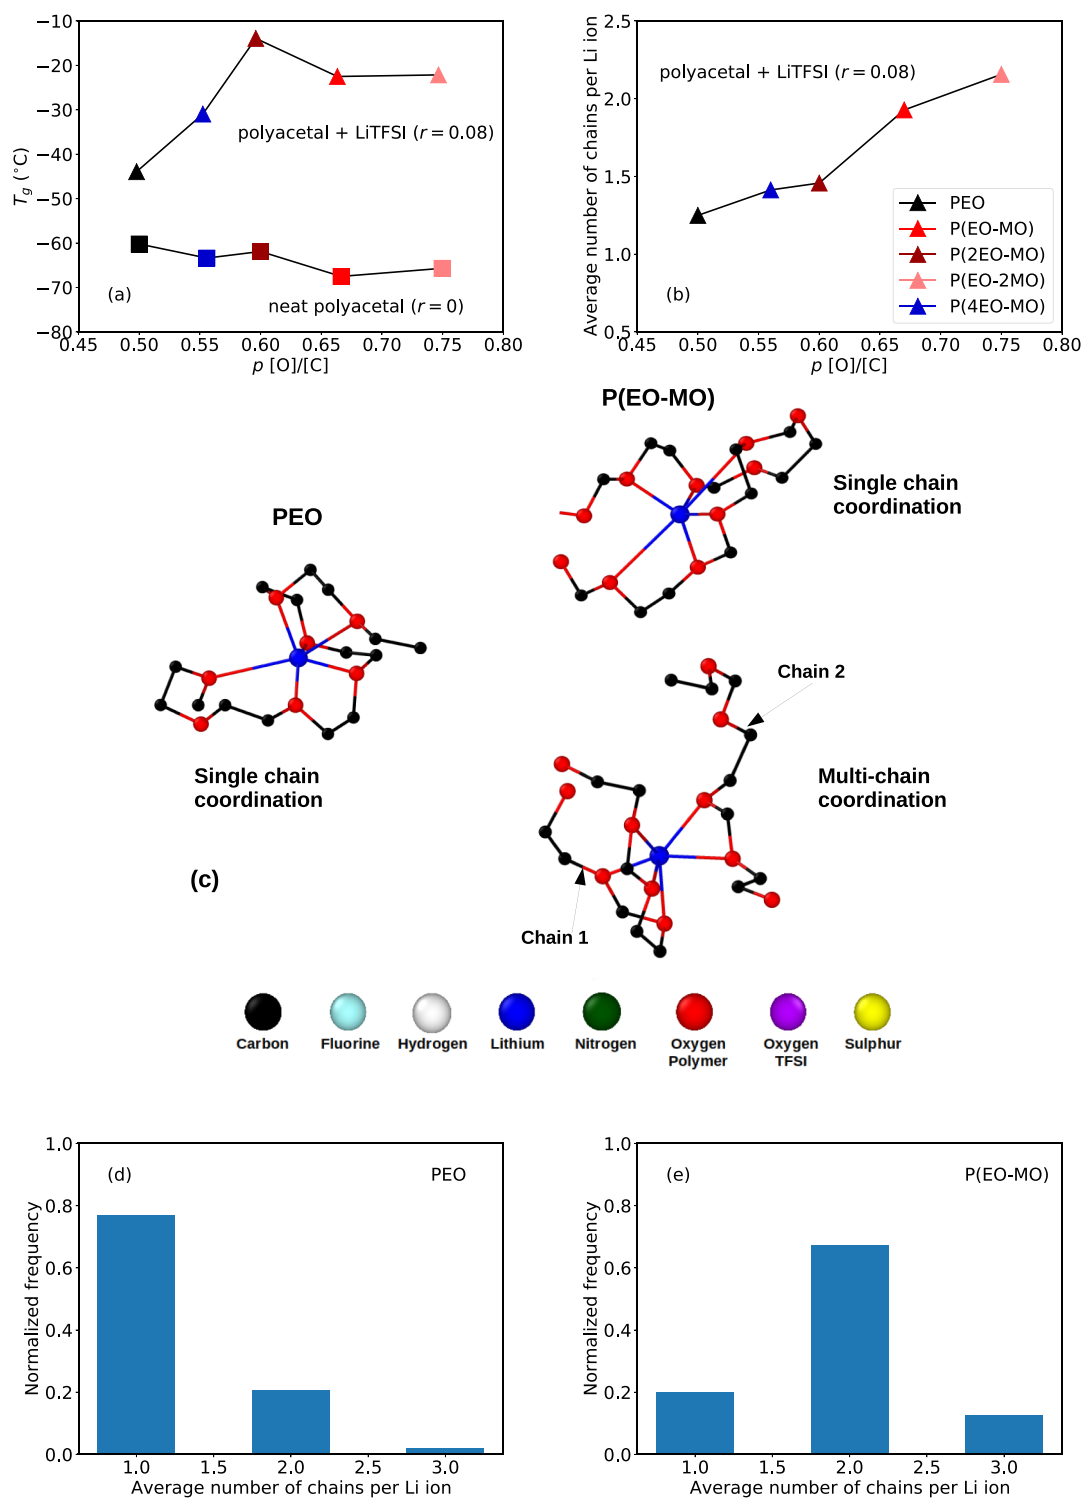 −10
−20
−30
−40
−50
−60
−70
−80
T_g (°C)
polyacetal + LiTFSI (r = 0.08)
(a)
neat polyacetal (r = 0)
0.45 0.50 0.55 0.60 0.65 0.70 0.75 0.80
p [O]/[C]
2.5
2.0
1.5
1.0
0.5
Average number of chains per Li ion
polyacetal + LiTFSI (r = 0.08)
PEO
P(EO-MO)
P(2EO-MO)
P(EO-2MO)
P(4EO-MO)
(b)
0.45 0.50 0.55 0.60 0.65 0.70 0.75 0.80
p [O]/[C]
P(EO-MO)
Single chain
coordination
PEO
Single chain
coordination
Chain 2
Multi-chain
coordination
(c)
Chain 1
Carbon
Fluorine
Hydrogen
Lithium
Nitrogen
Oxygen
Polymer
Oxygen
TFSI
Sulphur
1.0
0.8
0.6
0.4
0.2
0.0
Normalized frequency
(d)
PEO
1.0 1.5 2.0 2.5 3.0
Average number of chains per Li ion
1.0
0.8
0.6
0.4
0.2
0.0
Normalized frequency
(e)
P(EO-MO)
1.0 1.5 2.0 2.5 3.0
Average number of chains per Li ion